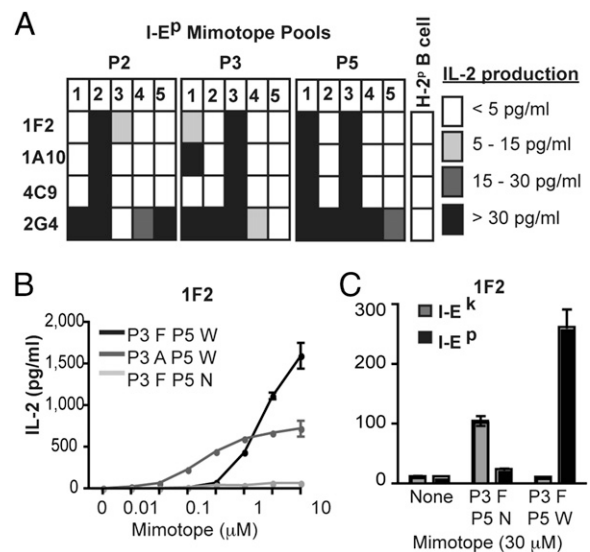 A
I-Eᵖ Mimotope Pools
P2 P3 P5
1 2 3 4 5 1 2 3 4 5 1 2 3 4 5
H-2ᵖ B cell
1F2
1A10
4C9
2G4
IL-2 production
< 5 pg/ml
5 - 15 pg/ml
15 - 30 pg/ml
> 30 pg/ml
B
1F2
P3 F P5 W
P3 A P5 W
P3 F P5 N
IL-2 (pg/ml)
2,000
1,500
1,000
500
0
0 0.01 0.1 1 10
Mimotope (µM)
C
1F2
I-E k
I-E p
300
200
100
0
None P3 F P3 F
P5 N P5 W
Mimotope (30 µM)